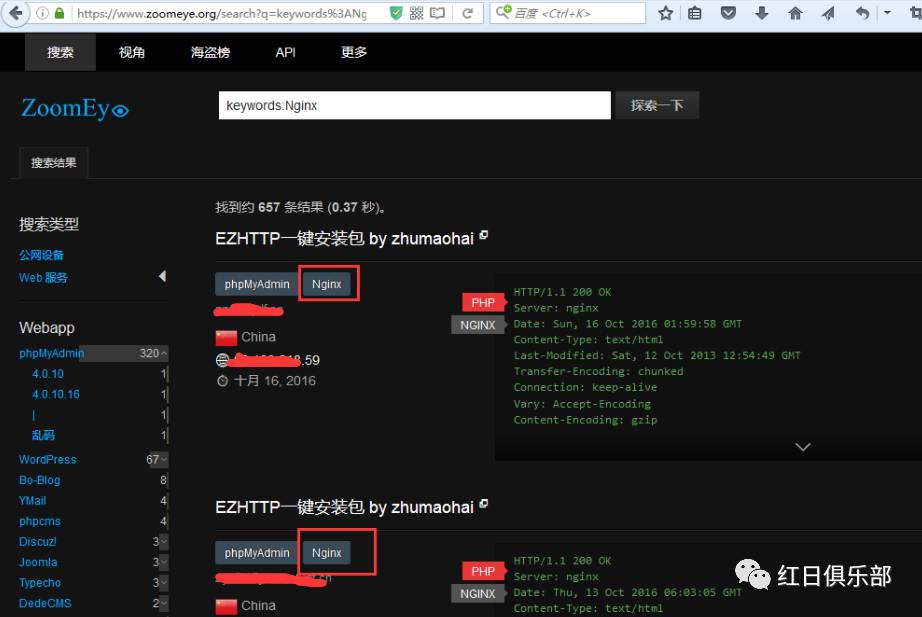 https://www.zoomeye.org/search?q=keywords%3ANg
百度 <Ctrl+K>
搜索 视角 海盗榜 API 更多
ZoomEye
keywords:Nginx 探索一下
搜索结果
找到约 657 条结果 (0.37 秒)。
搜索类型
公网设备
Web 服务
Webapp
phpMyAdmin 320
4.0.10 1
4.0.10.16 1
| 1
乱码 1
WordPress 67
Bo-Blog 8
YMail 4
phpcms 4
Discuz! 3
Joomla 3
Typecho 3
DedeCMS 2
EZHTTP一键安装包 by zhumaohai
phpMyAdmin Nginx
China
.59
十月 16, 2016
PHP
NGINX
HTTP/1.1 200 OK
Server: nginx
Date: Sun, 16 Oct 2016 01:59:58 GMT
Content-Type: text/html
Last-Modified: Sat, 12 Oct 2013 12:54:49 GMT
Transfer-Encoding: chunked
Connection: keep-alive
Vary: Accept-Encoding
Content-Encoding: gzip
EZHTTP一键安装包 by zhumaohai
phpMyAdmin Nginx
China
PHP
NGINX
HTTP/1.1 200 OK
Server: nginx
Date: Thu, 13 Oct 2016 06:03:05 GMT
Content-Type: text/html
红日俱乐部